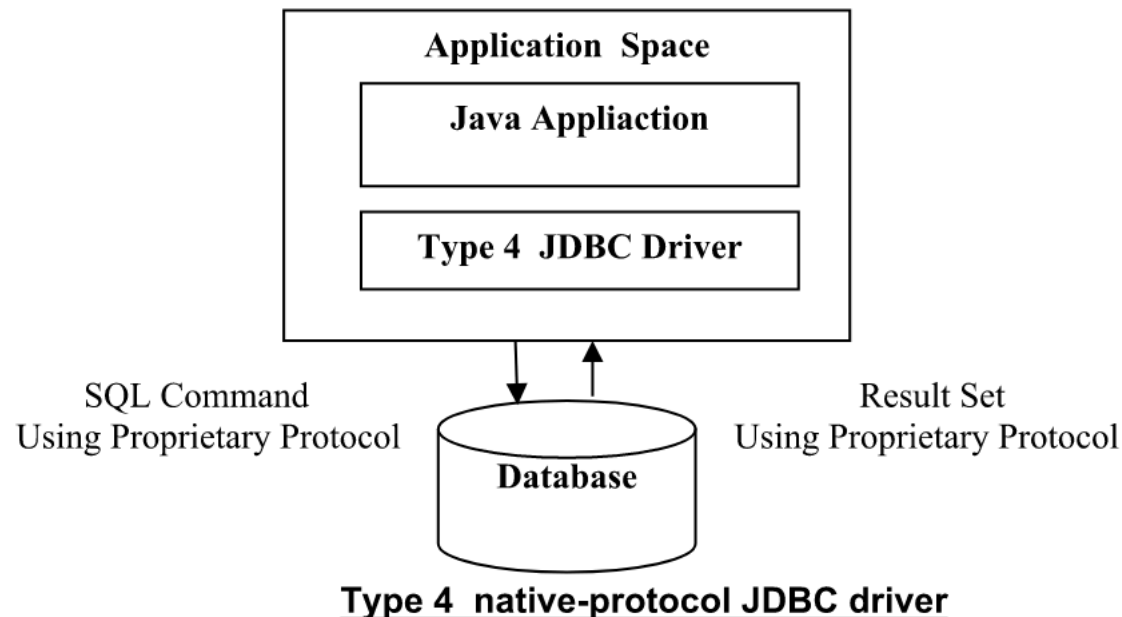 Application Space
Java Appliaction
Type 4 JDBC Driver
SQL Command
Using Proprietary Protocol
Result Set
Using Proprietary Protocol
Database
Type 4 native-protocol JDBC driver